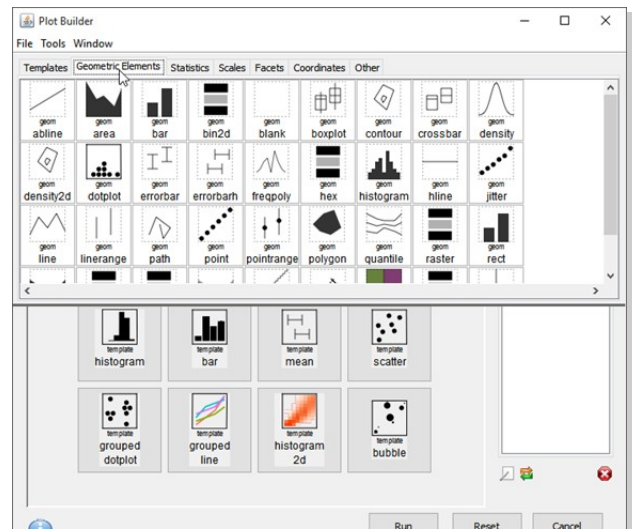 Plot Builder
File Tools Window
Templates Geometric Elements Statistics Scales Facets Coordinates Other
geom geom geom geom geom geom geom geom geom
abline area bar bin2d blank boxplot contour crossbar density
geom geom geom geom geom geom geom geom geom
density2d dotplot errorbar errorbarh freqpoly hex histogram hline jitter
geom geom geom geom geom geom geom geom geom
line linerange path point pointrange polygon quantile raster rect
template template template template
histogram bar mean scatter
template template template template
grouped dotplot grouped line histogram 2d bubble
Run Reset Cancel